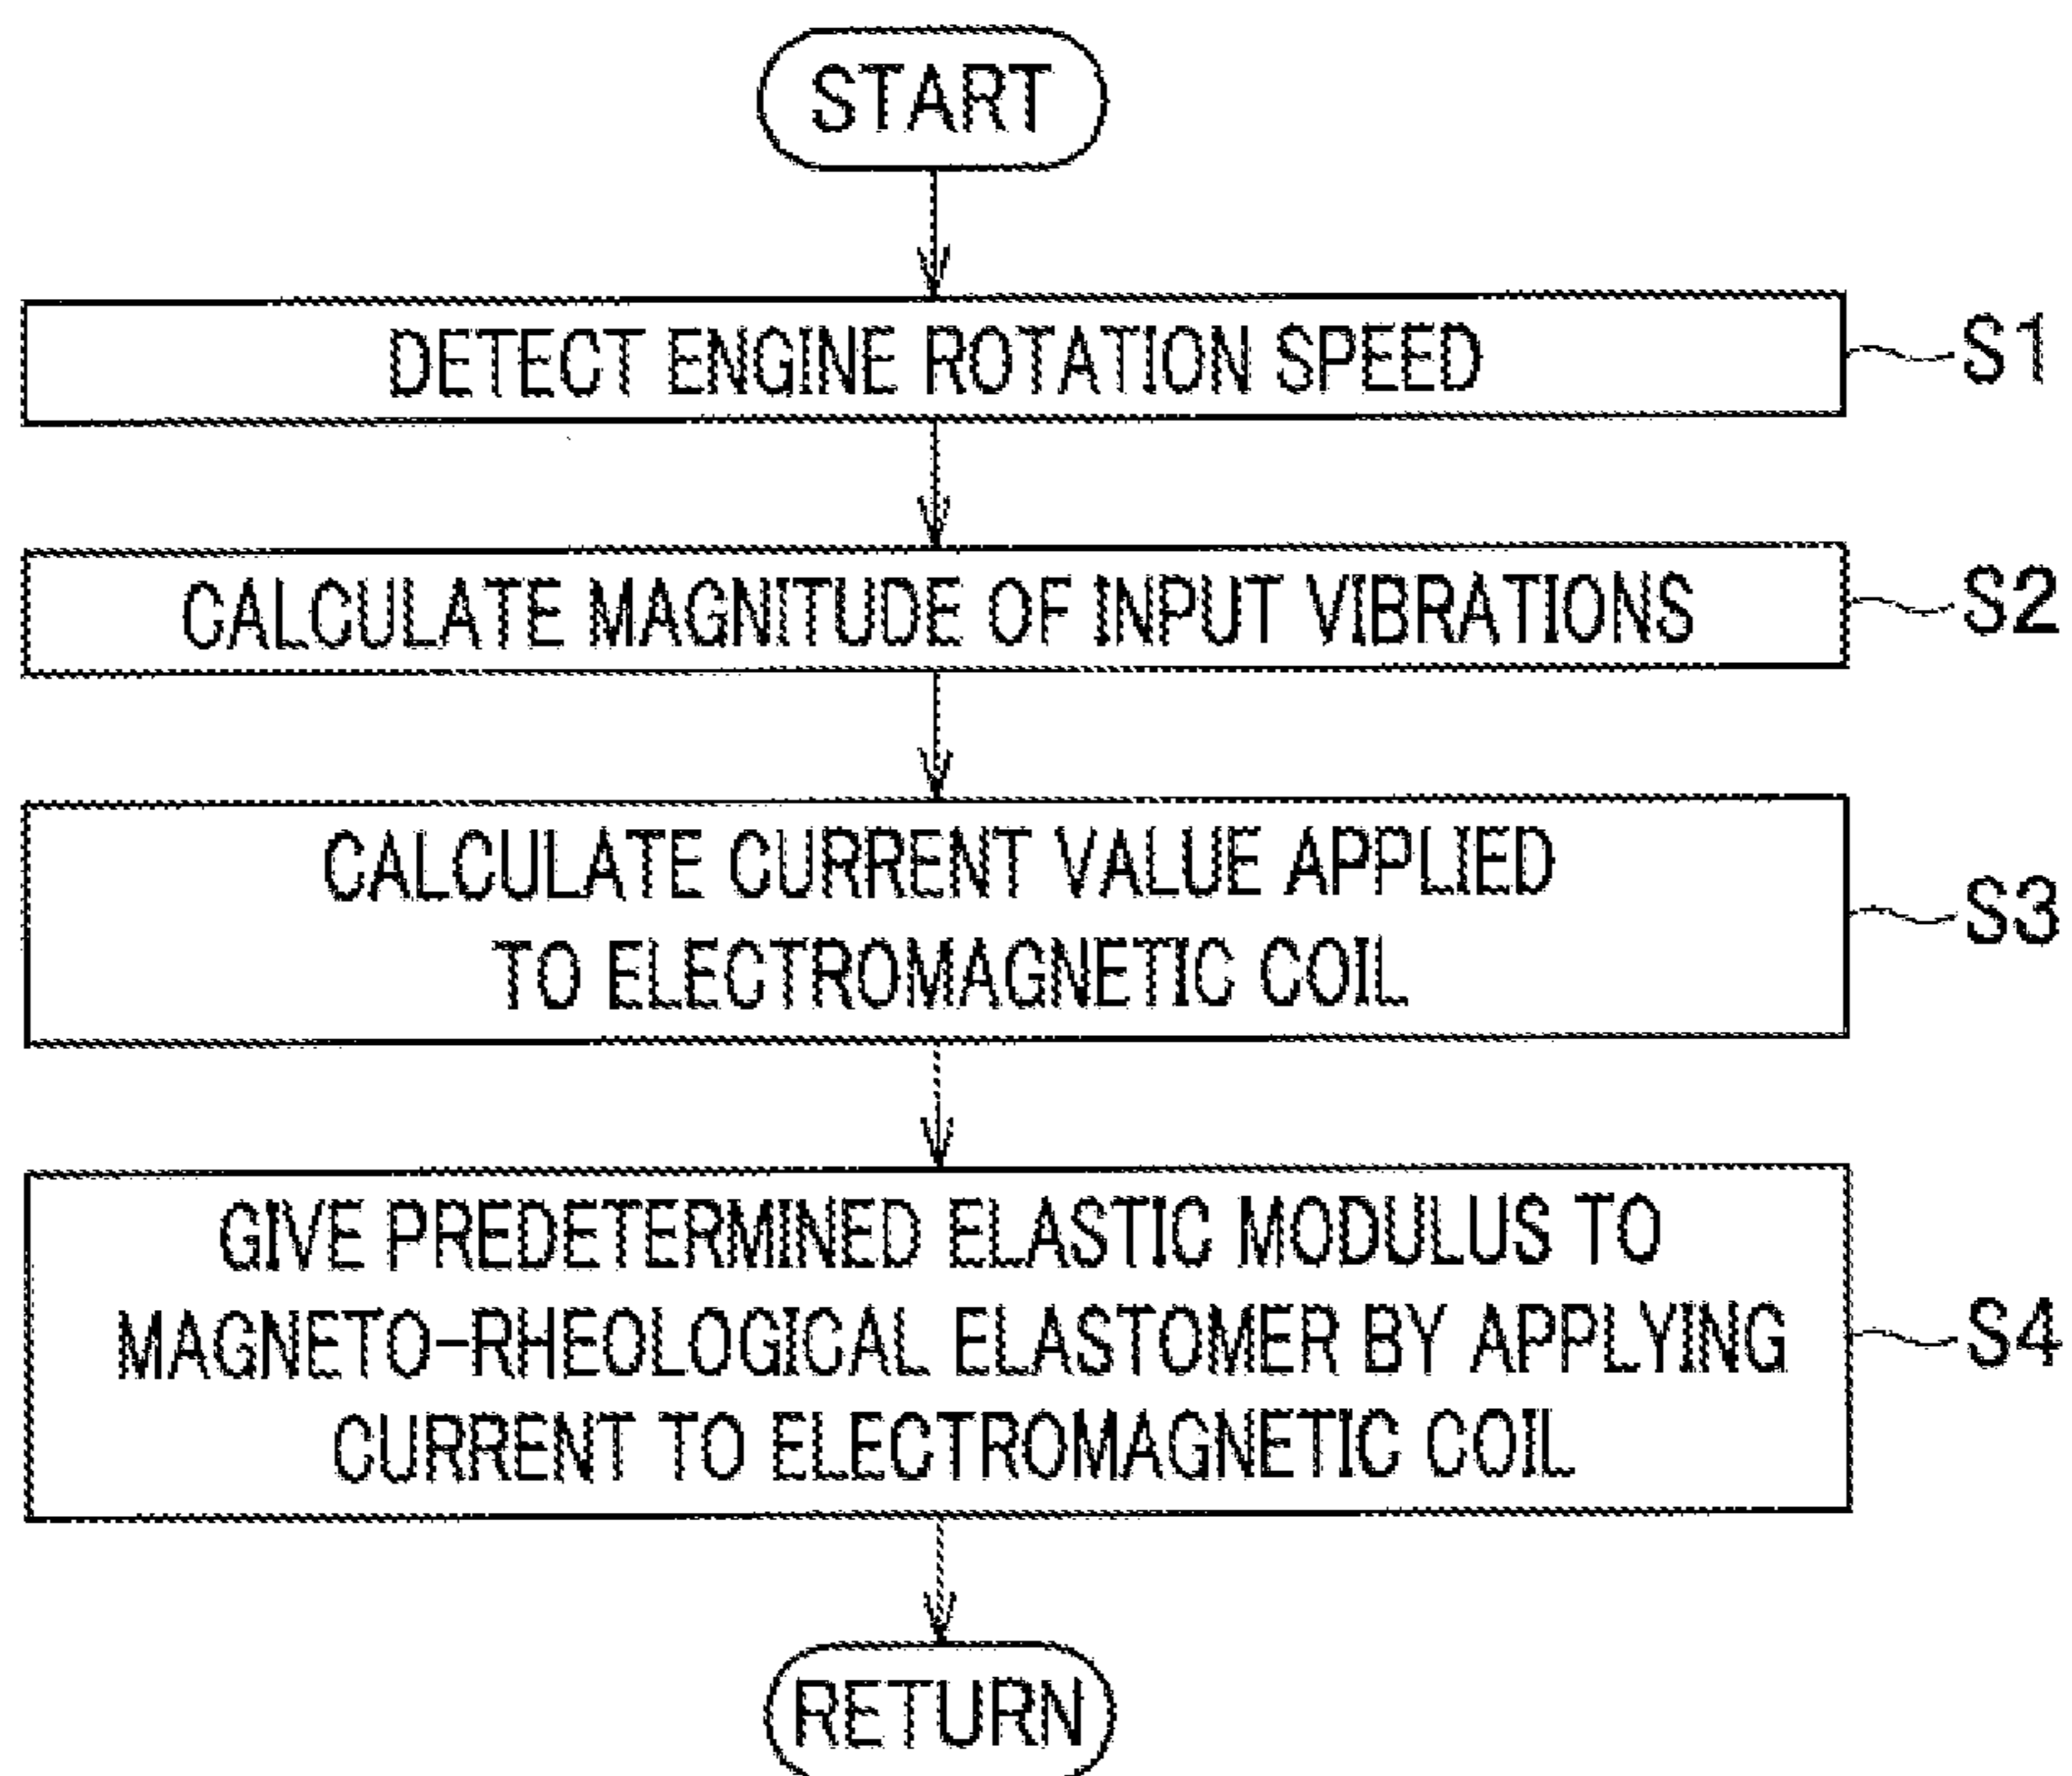 START
DETECT ENGINE ROTATION SPEED
S1
CALCULATE MAGNITUDE OF INPUT VIBRATIONS
S2
CALCULATE CURRENT VALUE APPLIED
TO ELECTROMAGNETIC COIL
S3
GIVE PREDETERMINED ELASTIC MODULUS TO
MAGNETO-RHEOLOGICAL ELASTOMER BY APPLYING
CURRENT TO ELECTROMAGNETIC COIL
S4
RETURN